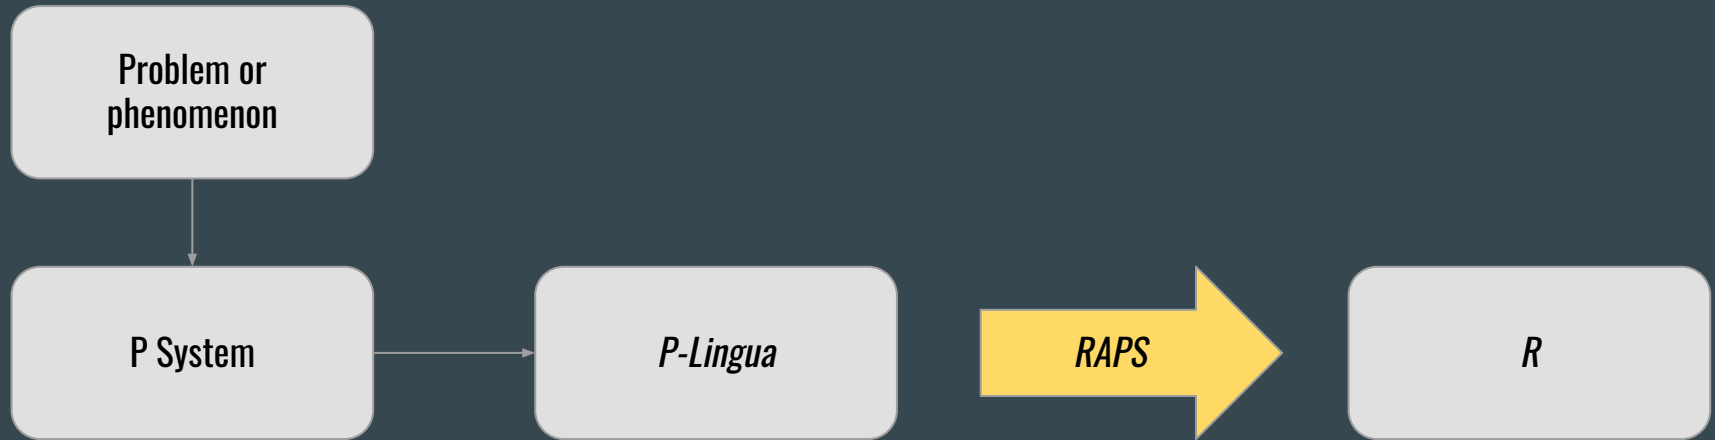 Problem or
phenomenon
P System
P-Lingua
RAPS
R